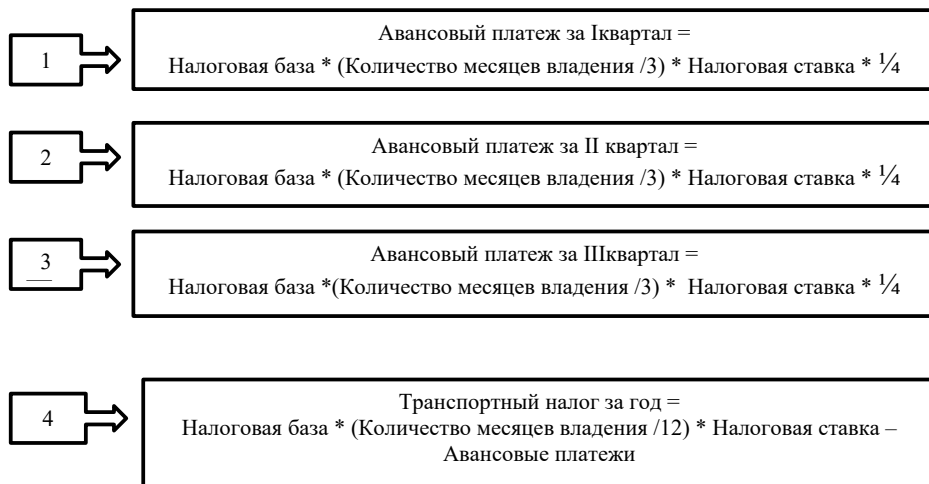 1
Авансовый платеж за Iквартал =
Налоговая база * (Количество месяцев владения /3) * Налоговая ставка * ¼
2
Авансовый платеж за II квартал =
Налоговая база * (Количество месяцев владения /3) * Налоговая ставка * ¼
3
Авансовый платеж за IIIквартал =
Налоговая база *(Количество месяцев владения /3) * Налоговая ставка * ¼
4
Транспортный налог за год =
Налоговая база * (Количество месяцев владения /12) * Налоговая ставка –
Авансовые платежи